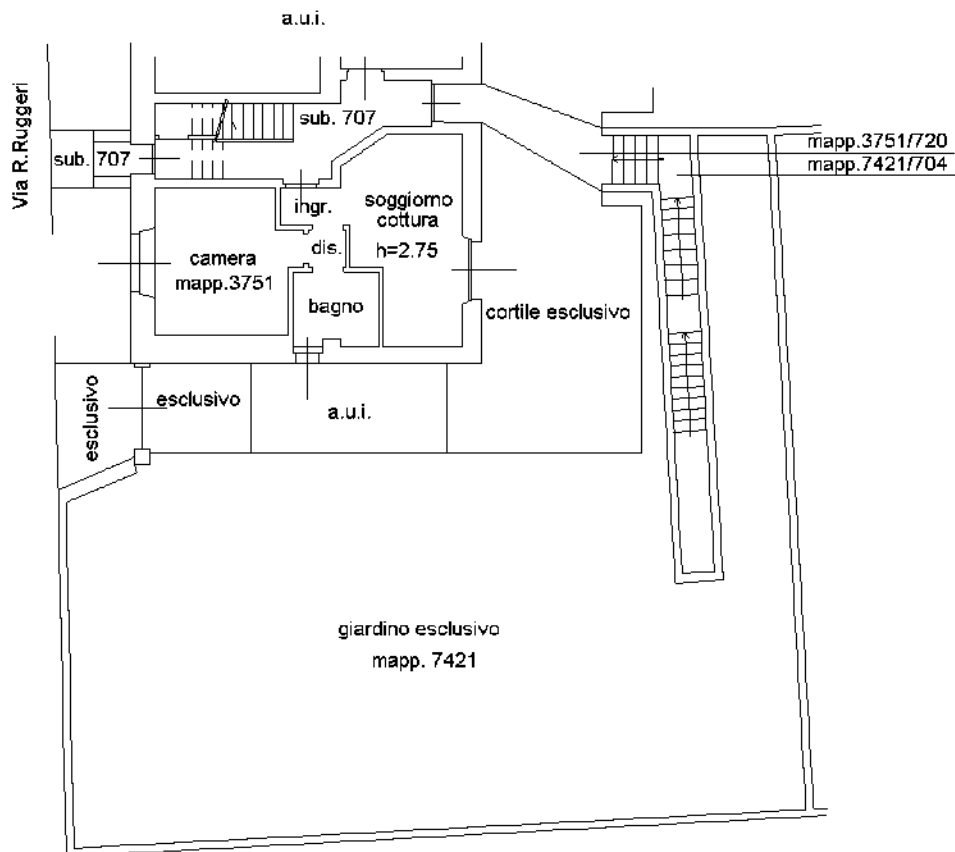 a.u.i.
Via R.Ruggeri
sub. 707
sub. 707
mapp.3751/720
mapp.7421/704
ingr.
soggiorno
cottura
h=2.75
dis.
camera
mapp.3751
bagno
cortile esclusivo
esclusivo
esclusivo
a.u.i.
giardino esclusivo
mapp. 7421